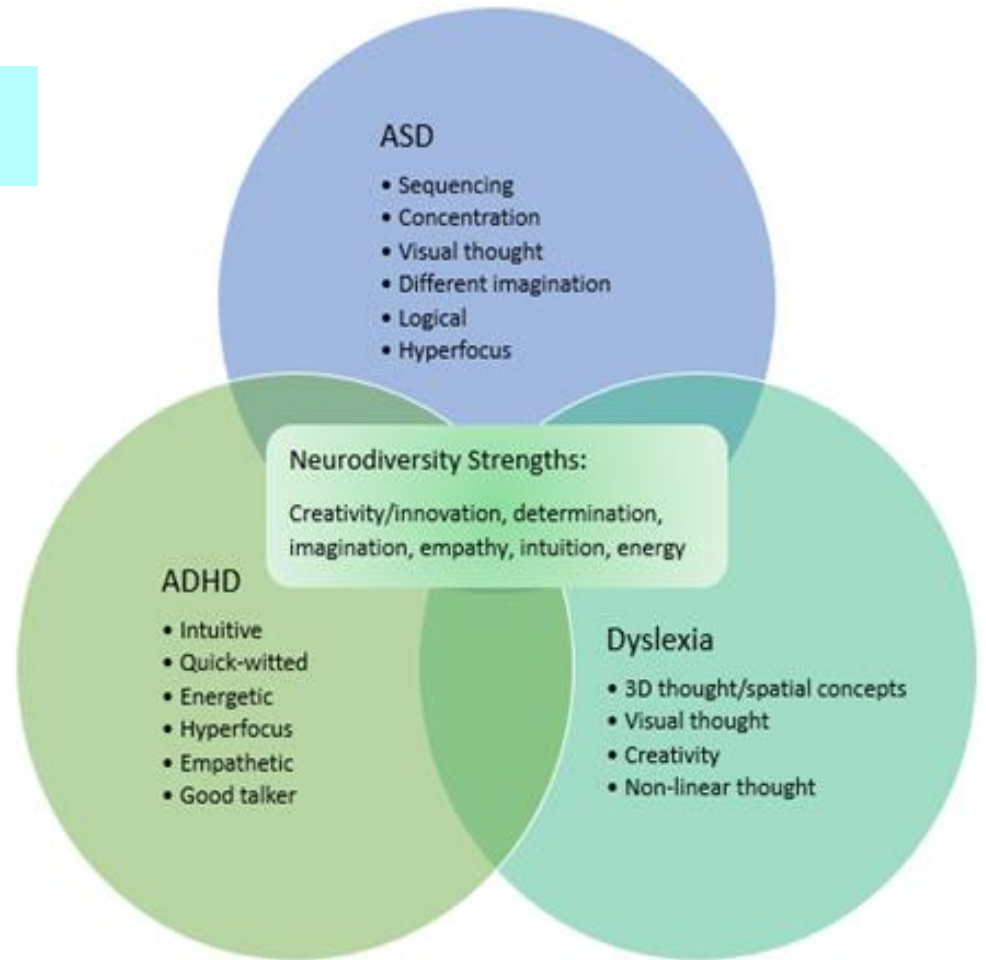 ASD
• Sequencing
• Concentration
• Visual thought
• Different imagination
• Logical
• Hyperfocus
Neurodiversity Strengths:
Creativity/innovation, determination,
imagination, empathy, intuition, energy
ADHD
• Intuitive
• Quick-witted
• Energetic
• Hyperfocus
• Empathetic
• Good talker
Dyslexia
• 3D thought/spatial concepts
• Visual thought
• Creativity
• Non-linear thought